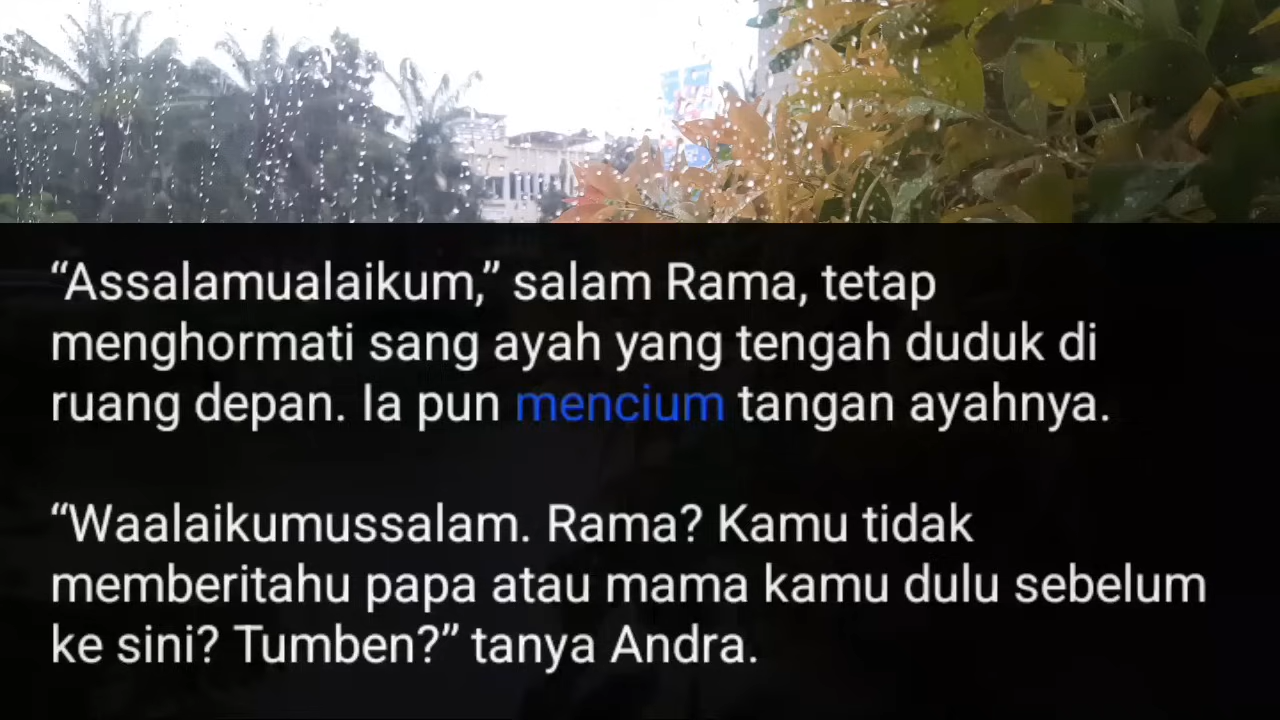 “Assalamualaikum,” salam Rama, tetap
menghormati sang ayah yang tengah duduk di
ruang depan. Ia pun mencium tangan ayahnya.
“Waalaikumussalam. Rama? Kamu tidak
memberitahu papa atau mama kamu dulu sebelum
ke sini? Tumben?” tanya Andra.